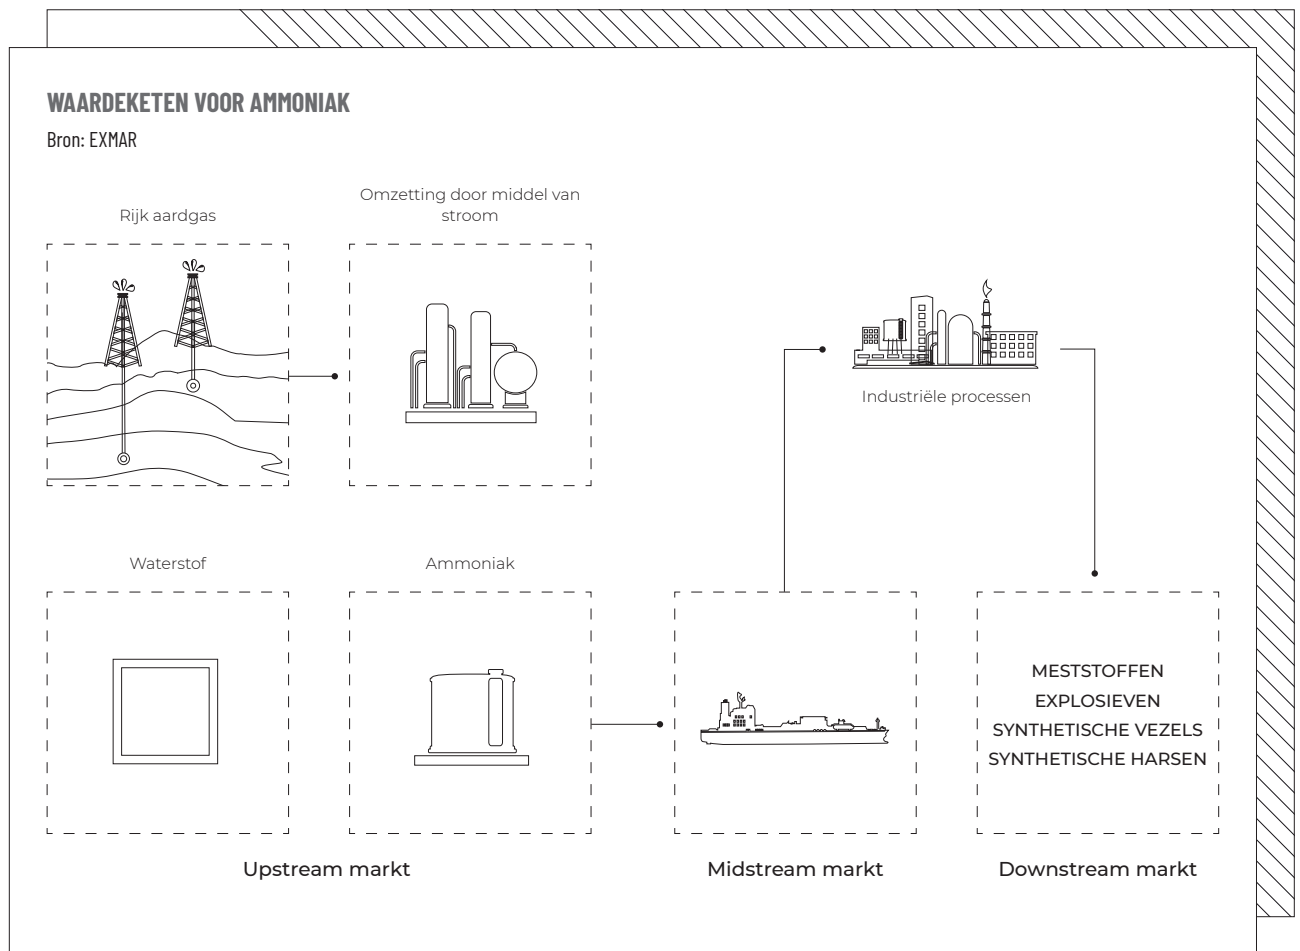 WAARDEKETEN VOOR AMMONIAK
Bron: EXMAR
Rijk aardgas
Omzetting door middel van
stroom
Industriële processen
Waterstof
Ammoniak
MESTSTOFFEN
EXPLOSIEVEN
SYNTHETISCHE VEZELS
SYNTHETISCHE HARSEN
Upstream markt
Midstream markt
Downstream markt